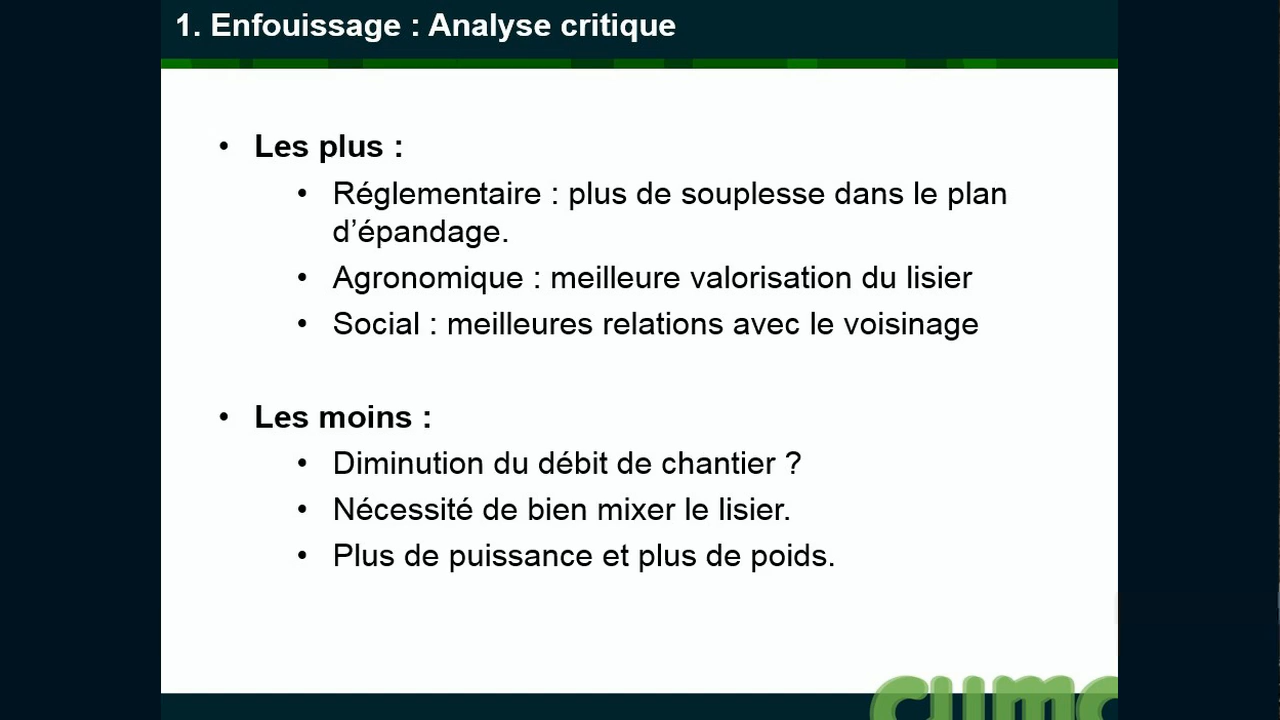 1. Enfouissage : Analyse critique
• Les plus :
• Réglementaire : plus de souplesse dans le plan
d’épandage.
• Agronomique : meilleure valorisation du lisier
• Social : meilleures relations avec le voisinage
• Les moins :
• Diminution du débit de chantier ?
• Nécessité de bien mixer le lisier.
• Plus de puissance et plus de poids.